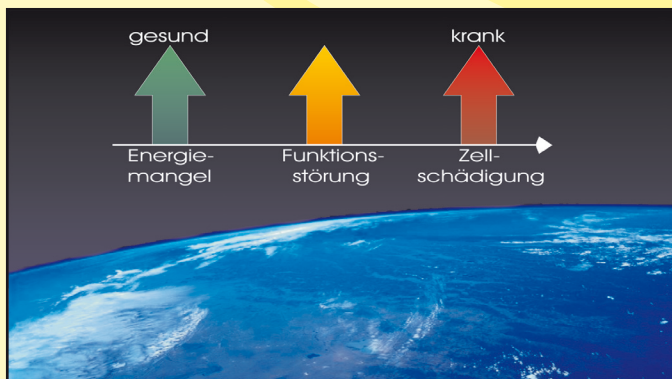 gesund
krank
Energie-
mangel
Funktions-
störung
Zell-
schädigung